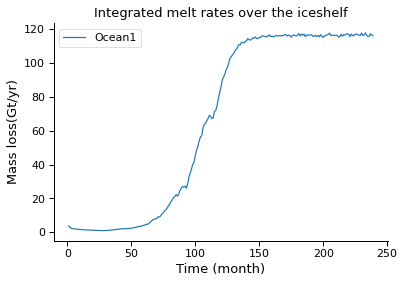 Integrated melt rates over the iceshelf
Ocean1
Mass loss(Gt/yr)
120
100
80
60
40
20
0
0 50 100 150 200 250
Time (month)